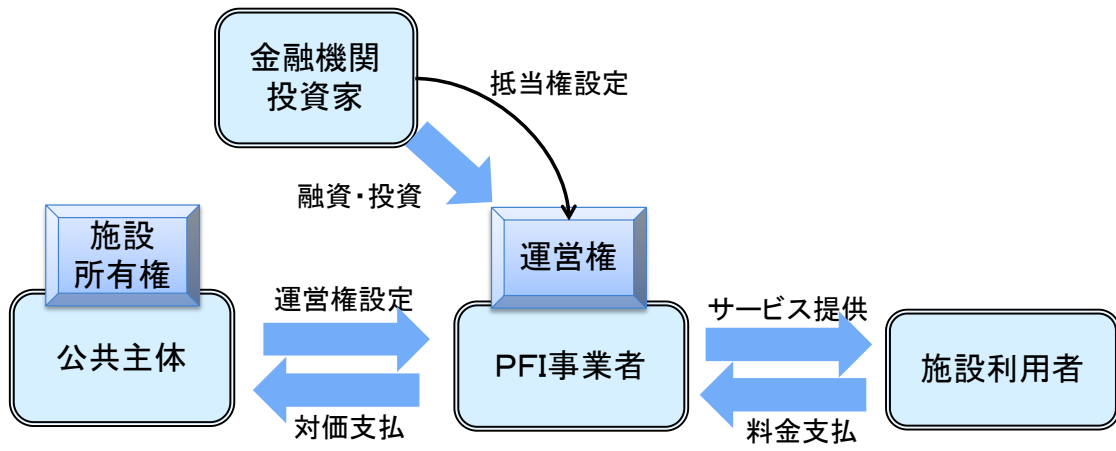 金融機関
投資家
抵当権設定
融資・投資
施設
所有権
運営権
運営権設定
サービス提供
公共主体
PFI事業者
施設利用者
対価支払
料金支払